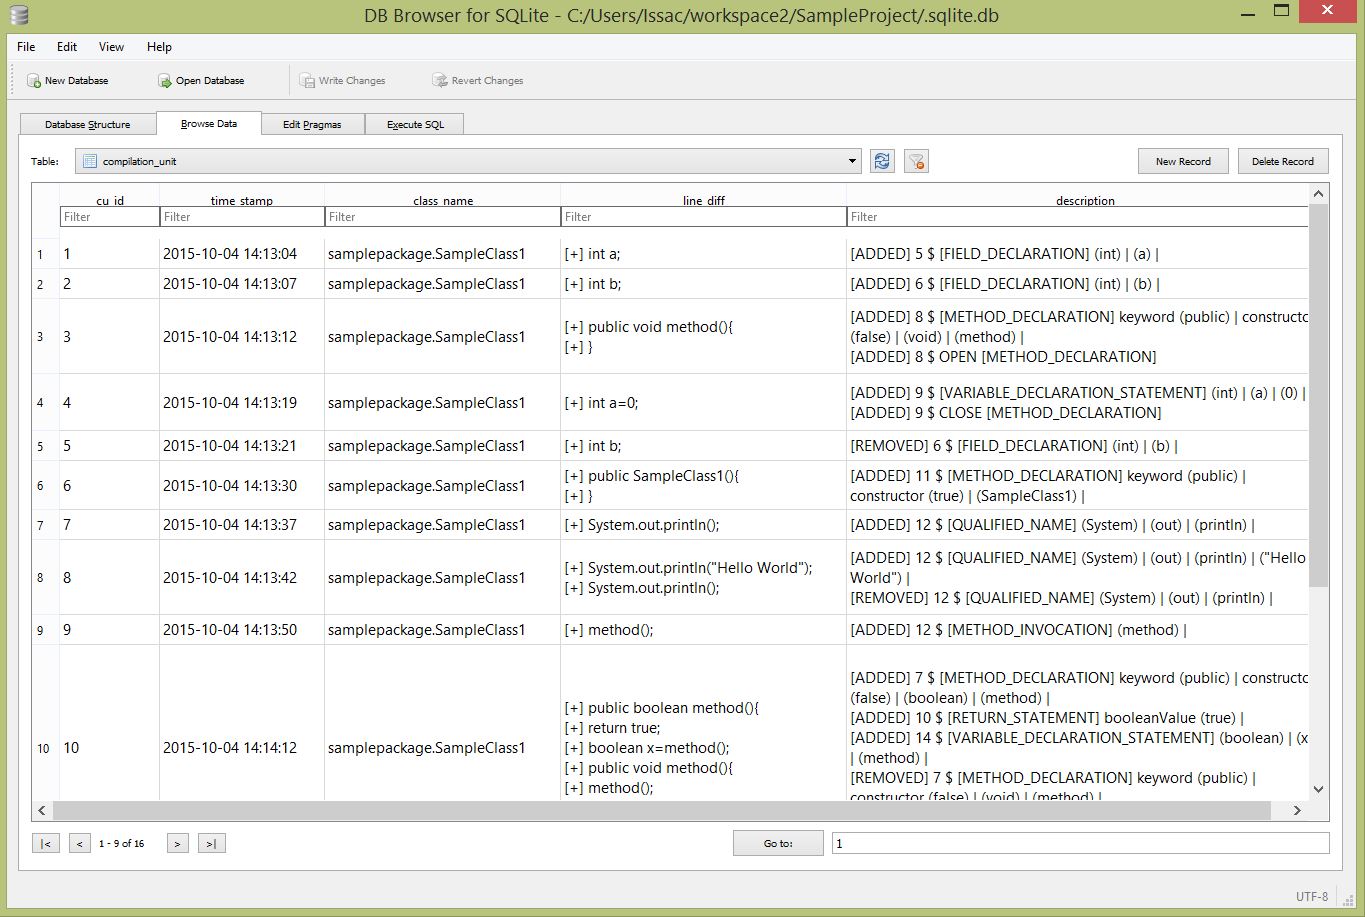 DB Browser for SQLite - C:/Users/Issac/workspace2/SampleProject/.sqlite.db
File Edit View Help
New Database Open Database Write Changes Revert Changes
Database Structure Browse Data Edit Pragmas Execute SQL
Table: compilation_unit New Record Delete Record
cu_id time_stamp class_name line_diff description
Filter Filter Filter Filter Filter
1 1 2015-10-04 14:13:04 samplepackage.SampleClass1 [+] int a; [ADDED] 5 $ [FIELD_DECLARATION] (int) | (a) |
2 2 2015-10-04 14:13:07 samplepackage.SampleClass1 [+] int b; [ADDED] 6 $ [FIELD_DECLARATION] (int) | (b) |
[ADDED] 8 $ [METHOD_DECLARATION] keyword (public) | constructo
[+] public void method(){
3 3 2015-10-04 14:13:12 samplepackage.SampleClass1 (false) | (void) | (method) |
[+] }
[ADDED] 8 $ OPEN [METHOD_DECLARATION]
[ADDED] 9 $ [VARIABLE_DECLARATION_STATEMENT] (int) | (a) | (0) |
4 4 2015-10-04 14:13:19 samplepackage.SampleClass1 [+] int a=0;
[ADDED] 9 $ CLOSE [METHOD_DECLARATION]
5 5 2015-10-04 14:13:21 samplepackage.SampleClass1 [+] int b; [REMOVED] 6 $ [FIELD_DECLARATION] (int) | (b) |
[+] public SampleClass1(){ [ADDED] 11 $ [METHOD_DECLARATION] keyword (public) |
6 6 2015-10-04 14:13:30 samplepackage.SampleClass1
[+] } constructor (true) | (SampleClass1) |
7 7 2015-10-04 14:13:37 samplepackage.SampleClass1 [+] System.out.println(); [ADDED] 12 $ [QUALIFIED_NAME] (System) | (out) | (println) |
[ADDED] 12 $ [QUALIFIED_NAME] (System) | (out) | (println) | ("Hello
[+] System.out.println("Hello World");
8 8 2015-10-04 14:13:42 samplepackage.SampleClass1 World") |
[+] System.out.println();
[REMOVED] 12 $ [QUALIFIED_NAME] (System) | (out) | (println) |
9 9 2015-10-04 14:13:50 samplepackage.SampleClass1 [+] method(); [ADDED] 12 $ [METHOD_INVOCATION] (method) |
[ADDED] 7 $ [METHOD_DECLARATION] keyword (public) | constructo
(false) | (boolean) | (method) |
[+] public boolean method(){
[+] return true; [ADDED] 10 $ [RETURN_STATEMENT] booleanValue (true) |
[ADDED] 14 $ [VARIABLE_DECLARATION_STATEMENT] (boolean) | (x
10 10 2015-10-04 14:14:12 samplepackage.SampleClass1 [+] boolean x=method();
| (method) |
[+] public void method(){
[REMOVED] 7 $ [METHOD_DECLARATION] keyword (public) |
[+] method();
constructor (false) | (void) | (method) |
|< < 1 - 9 of 16 > >| Go to: 1
UTF-8